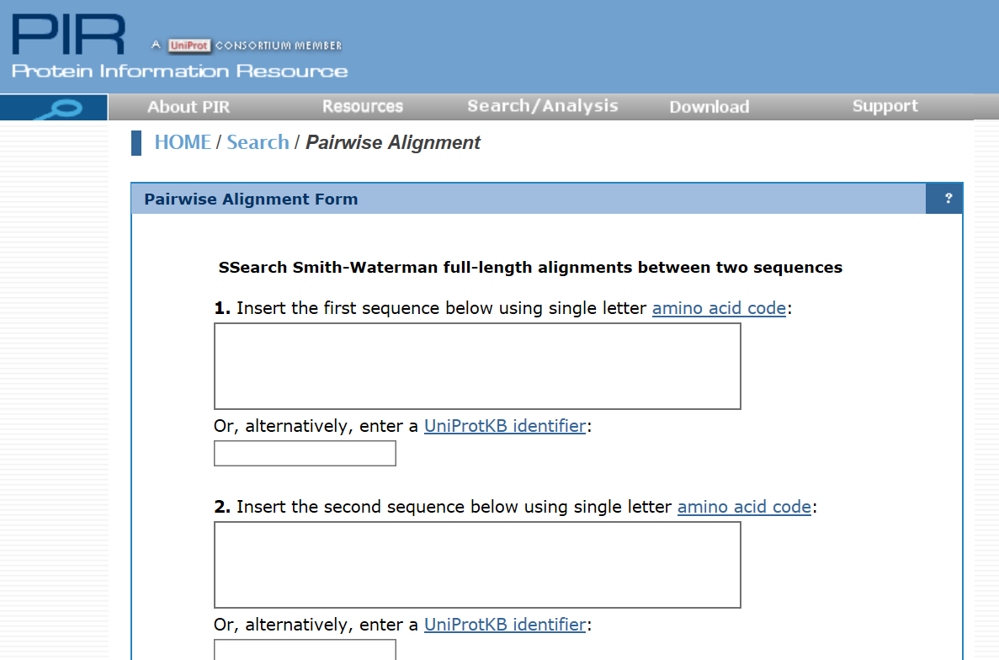 PIR
A UniProt CONSORTIUM MEMBER
Protein Information Resource
About PIR Resources Search/Analysis Download Support
HOME / Search / Pairwise Alignment
Pairwise Alignment Form ?
SSearch Smith-Waterman full-length alignments between two sequences
1. Insert the first sequence below using single letter amino acid code:
Or, alternatively, enter a UniProtKB identifier:
2. Insert the second sequence below using single letter amino acid code:
Or, alternatively, enter a UniProtKB identifier: